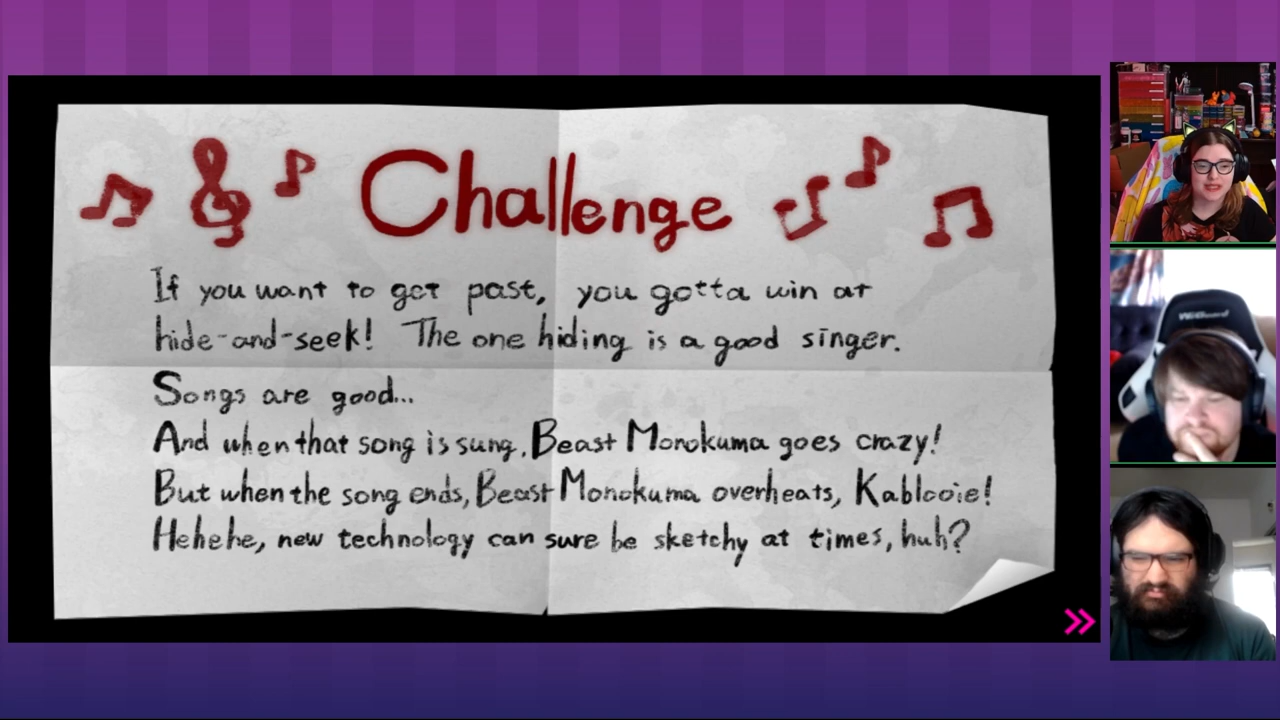 Challenge
If you want to get past, you gotta win at
hide-and-seek! The one hiding is a good singer.
Songs are good...
And when that song is sung, Beast Monokuma goes crazy!
But when the song ends, Beast Monokuma overheats, Kablooie!
Hehehe, new technology can sure be sketchy at times, huh?